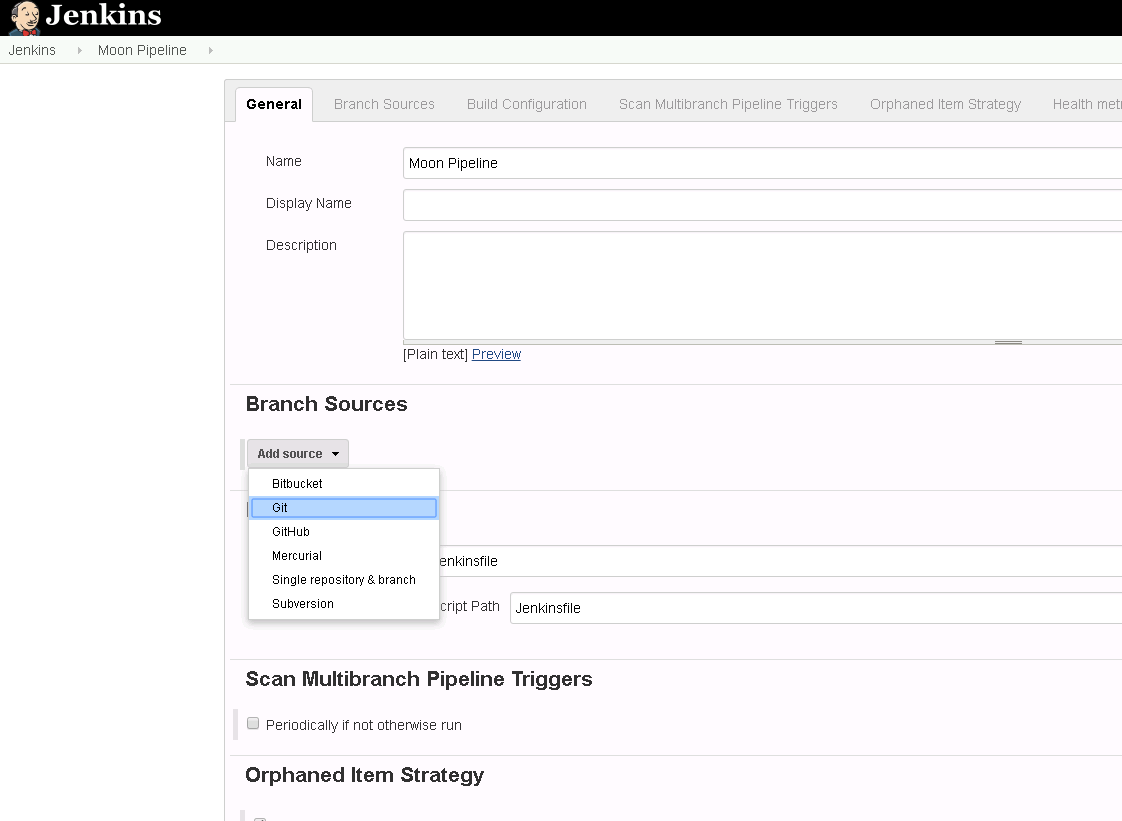 Jenkins
Jenkins Moon Pipeline
General Branch Sources Build Configuration Scan Multibranch Pipeline Triggers Orphaned Item Strategy Health metr
Name Moon Pipeline
Display Name
Description
[Plain text] Preview
Branch Sources
Add source
Bitbucket
Git
GitHub
Mercurial
Single repository & branch
Subversion
enkinsfile
cript Path Jenkinsfile
Scan Multibranch Pipeline Triggers
Periodically if not otherwise run
Orphaned Item Strategy